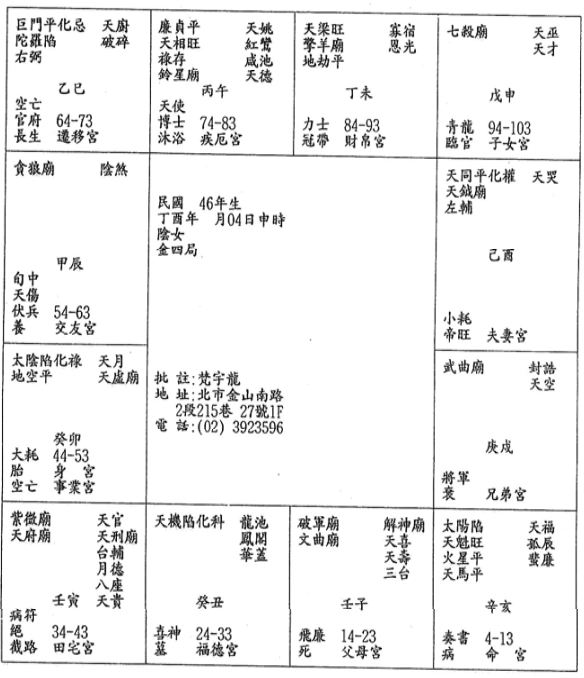 巨門平化忌 天廚
陀羅陷 破碎
右弼
乙巳
空亡
官府 64-73
長生 遷移宮
廉貞平 天姚
天相旺 紅鸞
祿存 咸池
鈴星廟 天德
丙午
天使
博士 74-83
沐浴 疾厄宮
天梁旺 寡宿
擎羊廟 恩光
地劫平
丁未
力士 84-93
冠帶 財帛宮
七殺廟 天巫
天才
戊申
青龍 94-103
臨官 子女宮
貪狼廟 陰煞
甲辰
旬中
天傷
伏兵 54-63
養 交友宮
民國 46年生
丁酉年 月04日申時
陰女
金四局
批 註:梵宇龍
地 址:北市金山南路
2段215巷 27號1F
電 話:(02) 3923596
天同平化權 天哭
天鉞廟
左輔
己酉
小耗
帝旺 夫妻宮
太陰陷化祿 天月
地空平 天虛廟
癸卯
大耗 44-53
胎 身 宮
空亡 事業宮
武曲廟 封誥
天空
庚戌
將軍
衰 兄弟宮
紫微廟 天官
天府廟 天刑廟
台輔
月德
八座
壬寅 天貴
病符
絕 34-43
截路 田宅宮
天機陷化科 龍池
鳳閣
華蓋
癸丑
喜神 24-33
墓 福德宮
破軍廟 解神廟
文曲廟 天喜
天壽
三台
壬子
飛廉 14-23
死 父母宮
太陽陷 天福
天魁旺 孤辰
火星平 蜚廉
天馬平
辛亥
奏書 4-13
病 命 宮